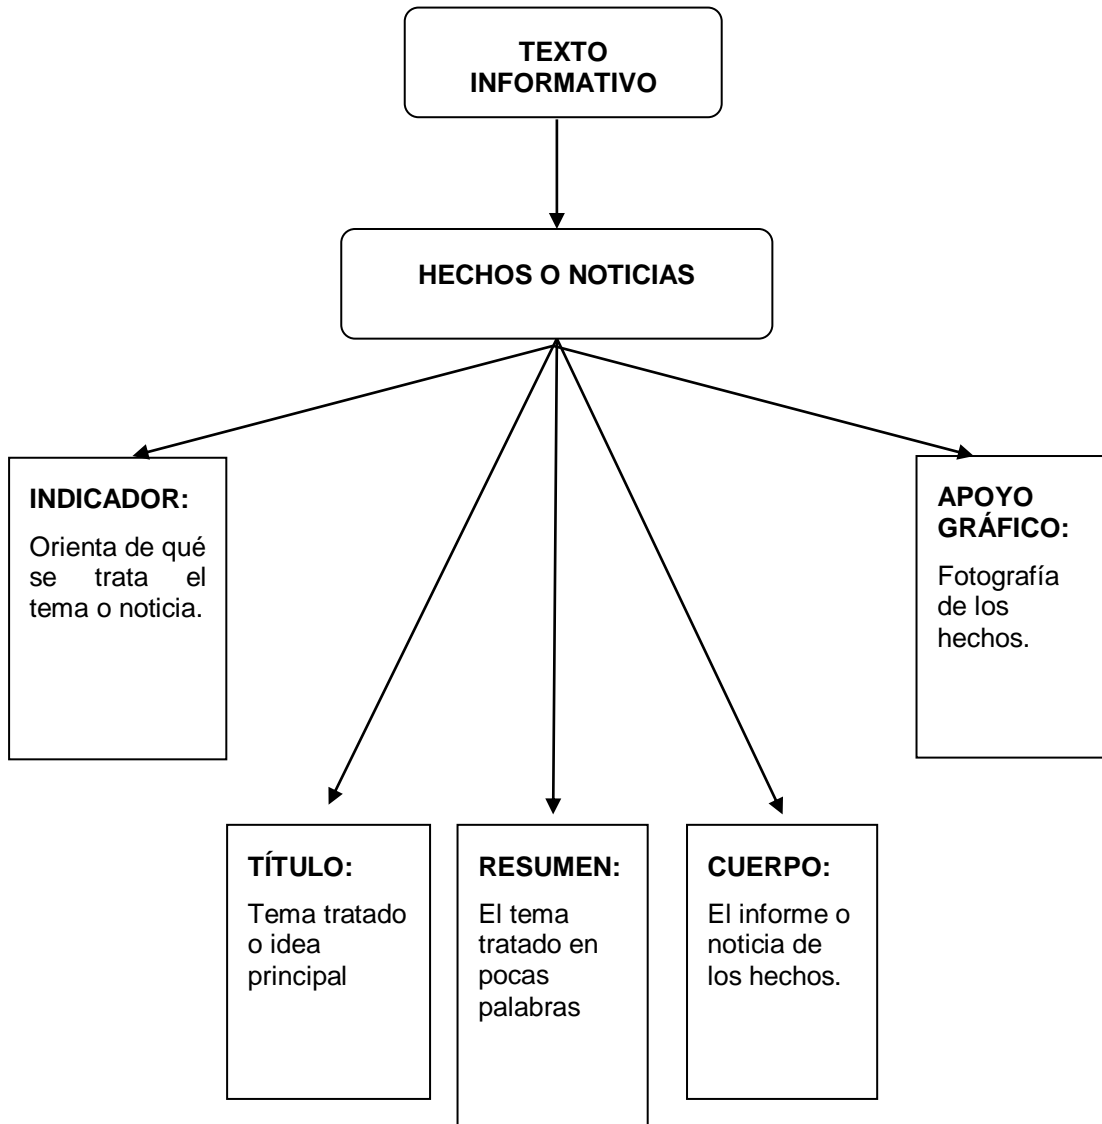 TEXTO
INFORMATIVO
HECHOS O NOTICIAS
INDICADOR:
Orienta de qué
se trata el
tema o noticia.
APOYO
GRÁFICO:
Fotografía
de los
hechos.
TÍTULO:
Tema tratado
o idea
principal
RESUMEN:
El tema
tratado en
pocas
palabras
CUERPO:
El informe o
noticia de
los hechos.